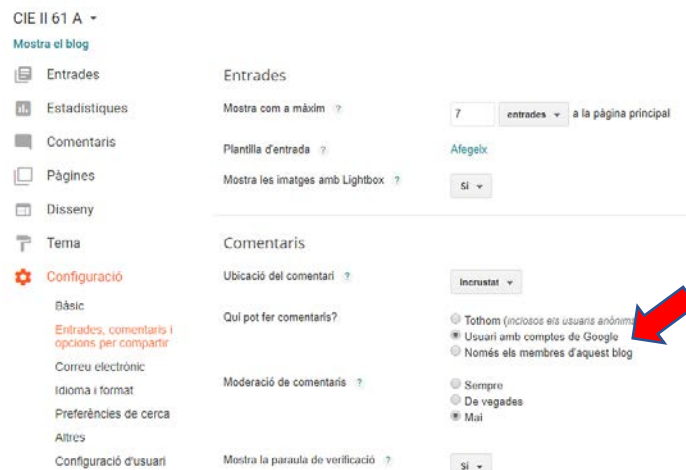 CIE II 61 A
Mostra el blog
Entrades
Estadístiques
Comentaris
Pàgines
Disseny
Tema
Configuració
Bàsic
Entrades, comentaris i
opcions per compartir
Correu electrònic
Idioma i format
Preferències de cerca
Altres
Configuració d'usuari
Entrades
Mostra com a màxim ? 7 entrades a la pàgina principal
Plantilla d'entrada ? Afegeix
Mostra les imatges amb Lightbox ? Sí
Comentaris
Ubicació del comentari ? Incrustat
Qui pot fer comentaris?
Tothom (inclosos els usuaris anònims
Usuari amb comptes de Google
Només els membres d'aquest blog
Moderació de comentaris ?
Sempre
De vegades
Mai
Mostra la paraula de verificació ? Sí